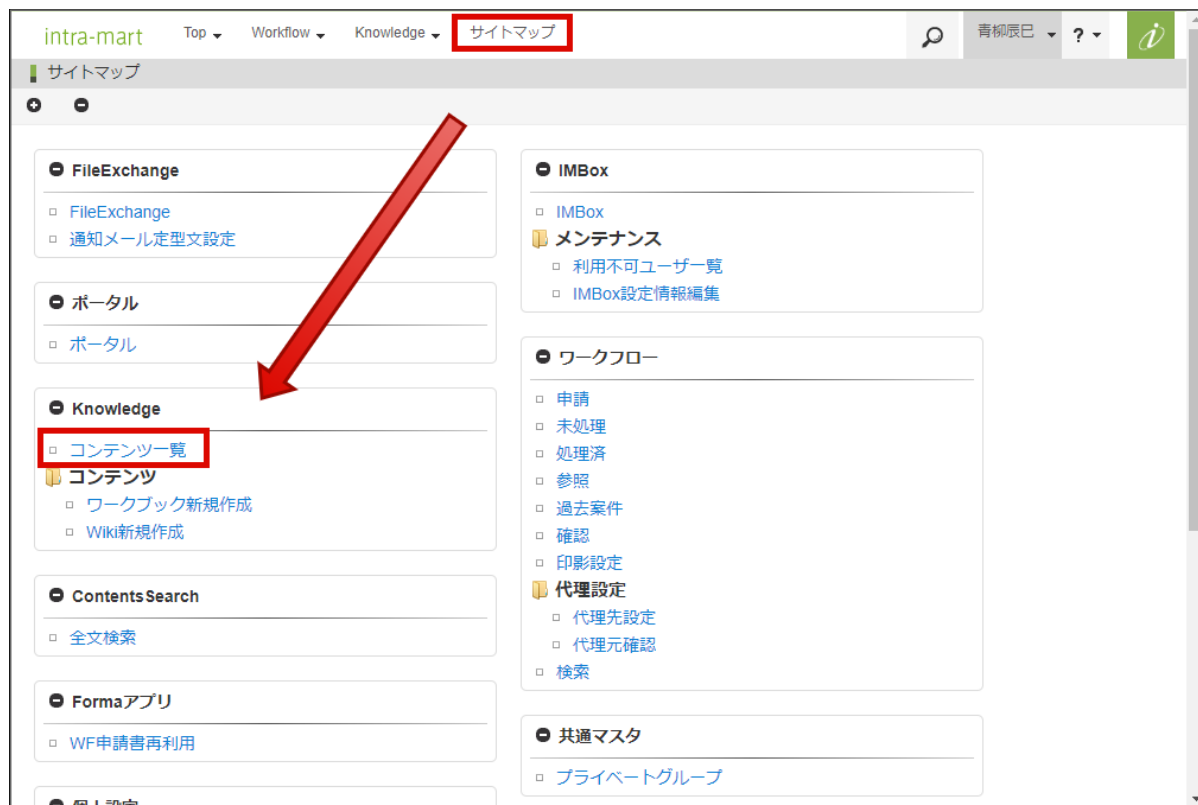 intra-mart Top Workflow Knowledge サイトマップ 青柳辰巳 ?
サイトマップ
FileExchange
FileExchange
通知メール定型文設定
ポータル
ポータル
Knowledge
コンテンツ一覧
コンテンツ
ワークブック新規作成
Wiki新規作成
ContentsSearch
全文検索
Formaアプリ
WF申請書再利用
IMBox
IMBox
メンテナンス
利用不可ユーザ一覧
IMBox設定情報編集
ワークフロー
申請
未処理
処理済
参照
過去案件
確認
印影設定
代理設定
代理先設定
代理元確認
検索
共通マスタ
プライベートグループ